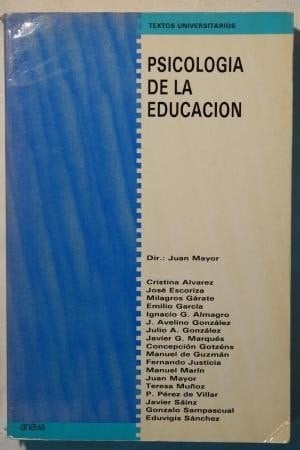 TEXTOS UNIVERSITARIOS
PSICOLOGIA
DE LA
EDUCACION
Dir.: Juan Mayor
Cristina Alvarez
José Escoriza
Milagros Gárate
Emilio García
Ignacio G. Almagro
J. Avelino González
Julio A. González
Javier G. Marqués
Concepción Gotzéns
Manuel de Guzmán
Fernando Justicia
Manuel Marín
Juan Mayor
Teresa Muñoz
P. Pérez de Villar
Javier Sáinz
Gonzalo Sampascual
Eduvigis Sánchez
anaya